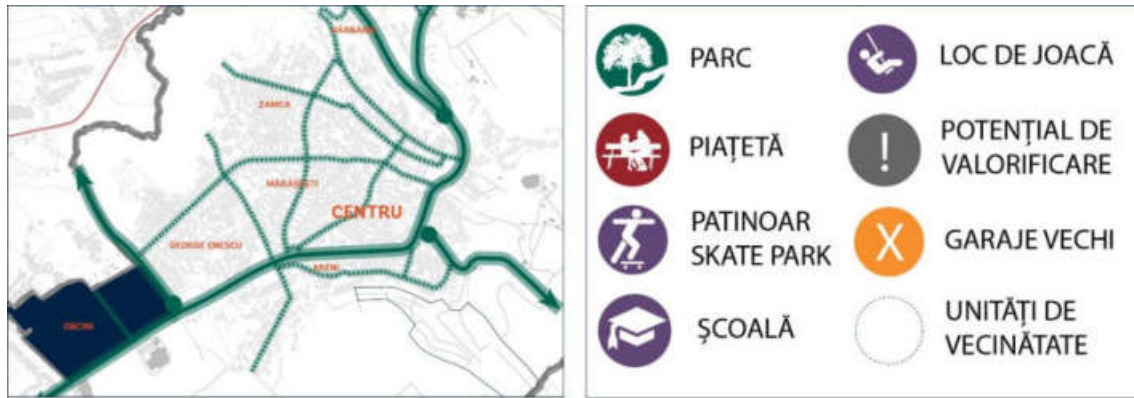 ZAMCA
MĂRĂȘEȘTI
CENTRU
GEORGE ENESCU
ARENI
OBCINI
PARC
LOC DE JOACĂ
PIAȚETĂ
POTENȚIAL DE
VALORIFICARE
PATINOAR
SKATE PARK
X
GARAJE VECHI
ȘCOALĂ
UNITĂȚI DE
VECINĂTATE